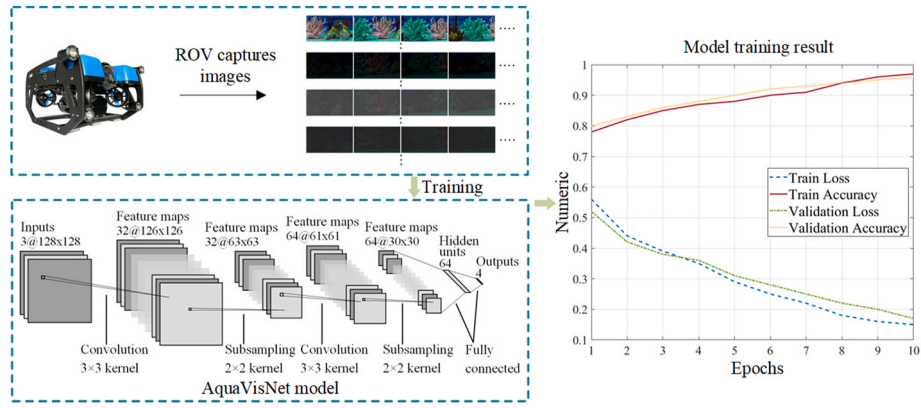 ROV captures
images
Training
Inputs
3@128x128
Feature maps
32@126x126
Feature maps
32@63x63
Feature maps
64@61x61
Feature maps
64@30x30
Hidden
units
64
Outputs
4
Convolution
3×3 kernel
Subsampling
2×2 kernel
Convolution
3×3 kernel
Subsampling
2×2 kernel
Fully
connected
AquaVisNet model
Model training result
Numeric
1
0.9
0.8
0.7
0.6
0.5
0.4
0.3
0.2
0.1
Train Loss
Train Accuracy
Validation Loss
Validation Accuracy
1 2 3 4 5 6 7 8 9 10
Epochs